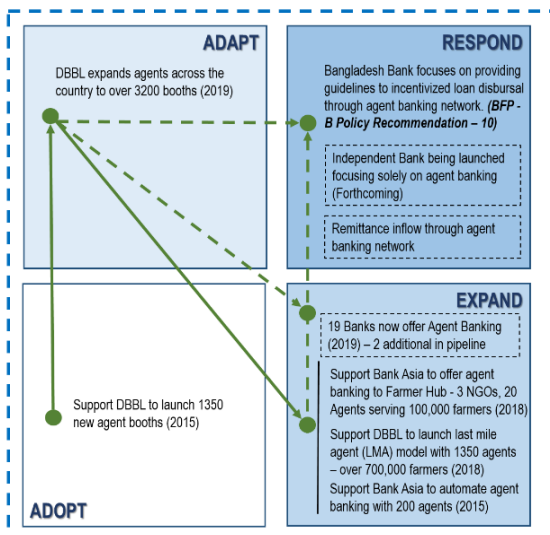 ADAPT
DBBL expands agents across the
country to over 3200 booths (2019)
RESPOND
Bangladesh Bank focuses on providing
guidelines to incentivized loan disbursal
through agent banking network. (BFP -
B Policy Recommendation – 10)
Independent Bank being launched
focusing solely on agent banking
(Forthcoming)
Remittance inflow through agent
banking network
Support DBBL to launch 1350
new agent booths (2015)
ADOPT
EXPAND
19 Banks now offer Agent Banking
(2019) – 2 additional in pipeline
Support Bank Asia to offer agent
banking to Farmer Hub - 3 NGOs, 20
Agents serving 100,000 farmers (2018)
Support DBBL to launch last mile
agent (LMA) model with 1350 agents
– over 700,000 farmers (2018)
Support Bank Asia to automate agent
banking with 200 agents (2015)